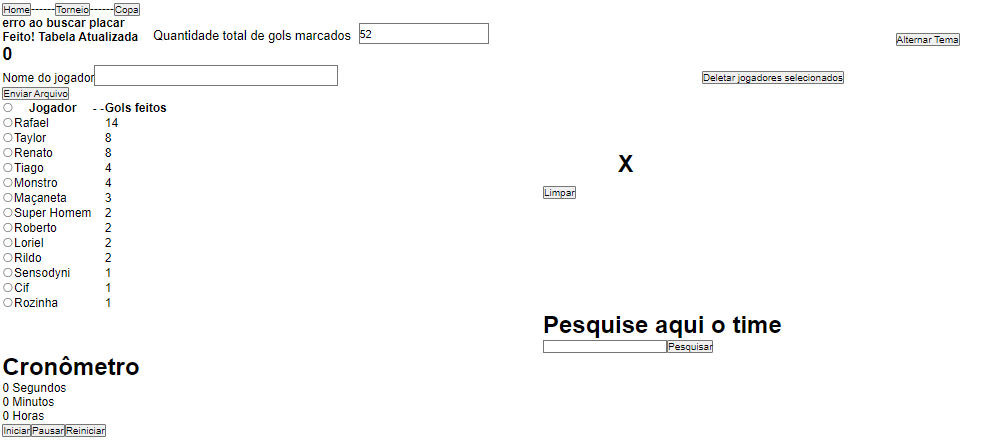 Home------Torneio------Copa
erro ao buscar placar
Feito! Tabela Atualizada Quantidade total de gols marcados 52
Alternar Tema
0
Nome do jogador
Deletar jogadores selecionados
Enviar Arquivo
Jogador - -Gols feitos
Rafael 14
Taylor 8
Renato 8
Tiago 4
Monstro 4
Maçaneta 3
Super Homem 2
Roberto 2
Loriel 2
Rildo 2
Sensodyni 1
Cif 1
Rozinha 1
X
Limpar
Pesquise aqui o time
Pesquisar
Cronômetro
0 Segundos
0 Minutos
0 Horas
Iniciar Pausar Reiniciar